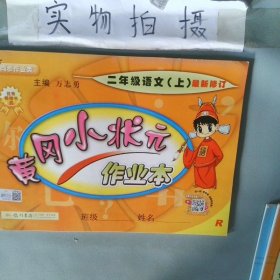 实物拍摄
主编 万志勇
二年级语文(上)最新修订
黄冈小状元
作业本
班级 姓名
R